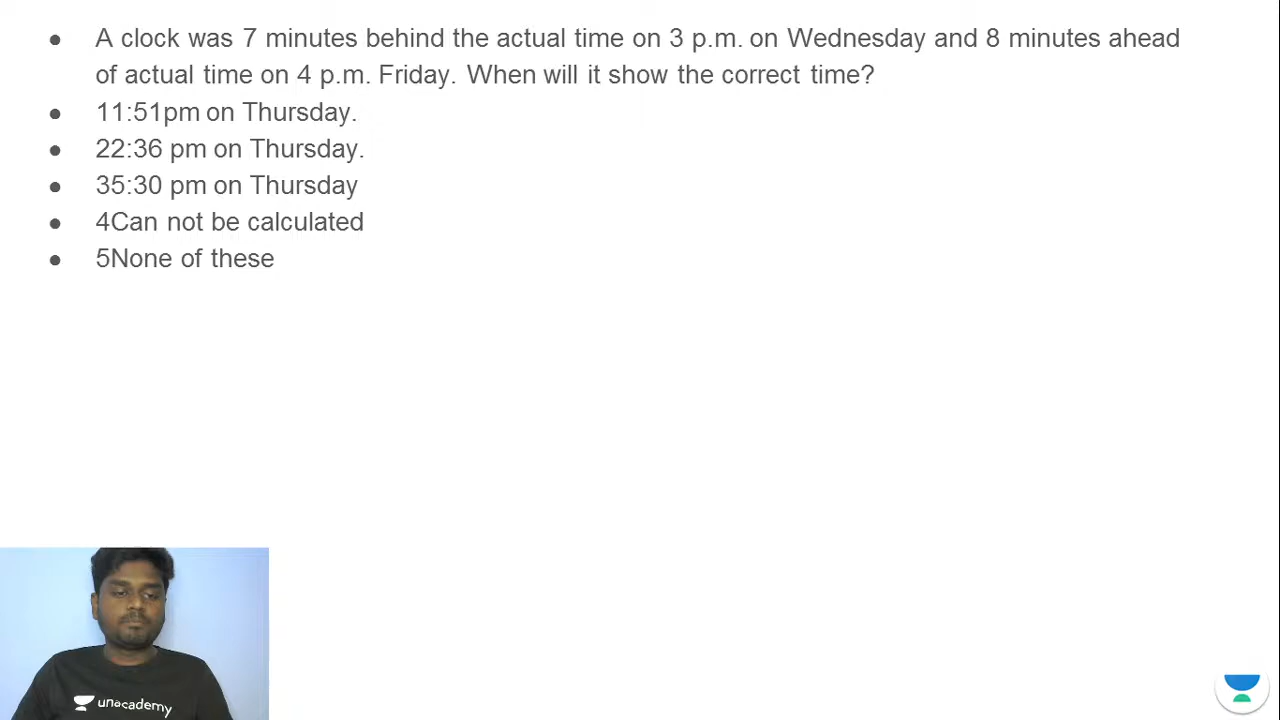 ● A clock was 7 minutes behind the actual time on 3 p.m. on Wednesday and 8 minutes ahead
of actual time on 4 p.m. Friday. When will it show the correct time?
● 11:51pm on Thursday.
● 22:36 pm on Thursday.
● 35:30 pm on Thursday
● 4Can not be calculated
● 5None of these
unacademy